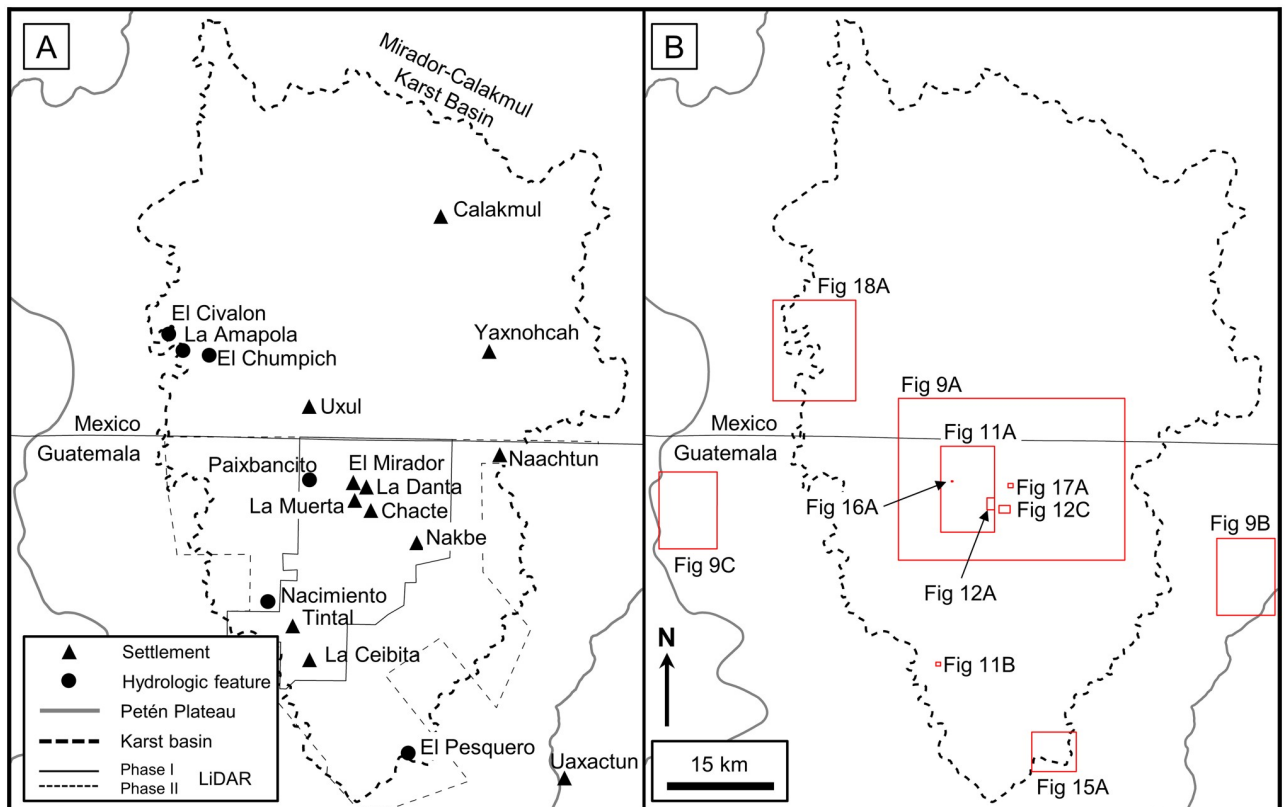 A
Mirador-Calakmul
Karst Basin
Calakmul
El Civalon
La Amapola
El Chumpich
Yaxnohcah
Uxul
Mexico
Guatemala
Naachtun
Paixbancito
El Mirador
La Danta
La Muerta
Chacte
Nakbe
Nacimiento
Tintal
La Ceibita
El Pesquero
Uaxactun
Settlement
Hydrologic feature
Petén Plateau
Karst basin
Phase I
LiDAR
Phase II
B
Fig 18A
Fig 9A
Mexico
Guatemala
Fig 11A
Fig 17A
Fig 16A
Fig 12C
Fig 9B
Fig 9C
Fig 12A
N
Fig 11B
15 km
Fig 15A